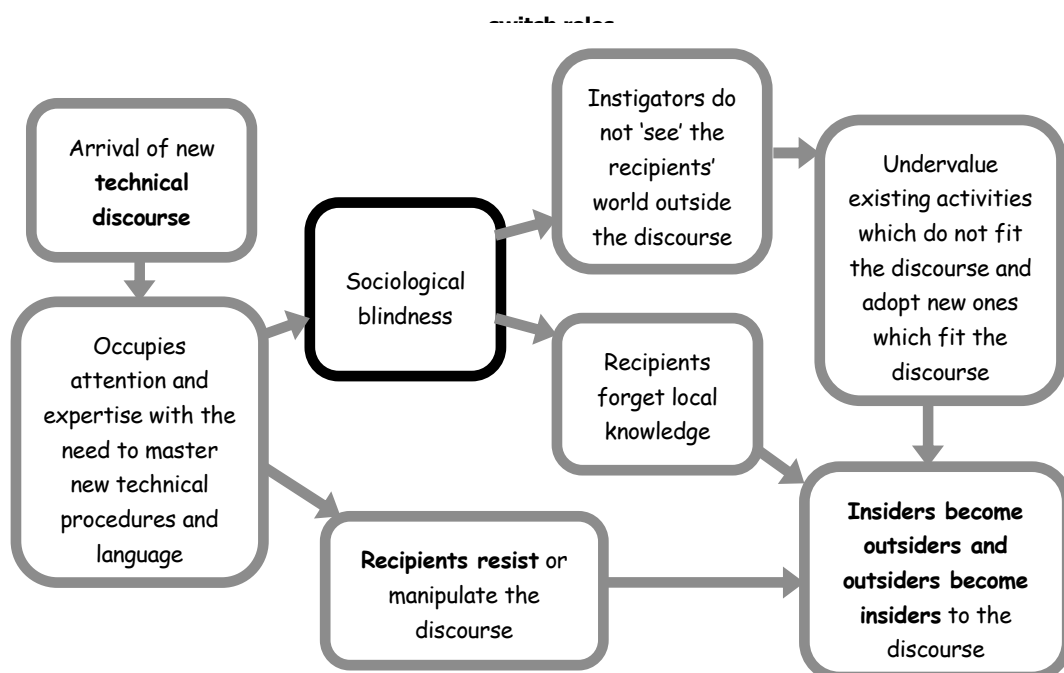 switch roles
Arrival of new
technical
discourse
Occupies
attention and
expertise with the
need to master
new technical
procedures and
language
Sociological
blindness
Instigators do
not ‘see’ the
recipients’
world outside
the discourse
Recipients
forget local
knowledge
Undervalue
existing activities
which do not fit
the discourse and
adopt new ones
which fit the
discourse
Recipients resist or
manipulate the
discourse
Insiders become
outsiders and
outsiders become
insiders to the
discourse